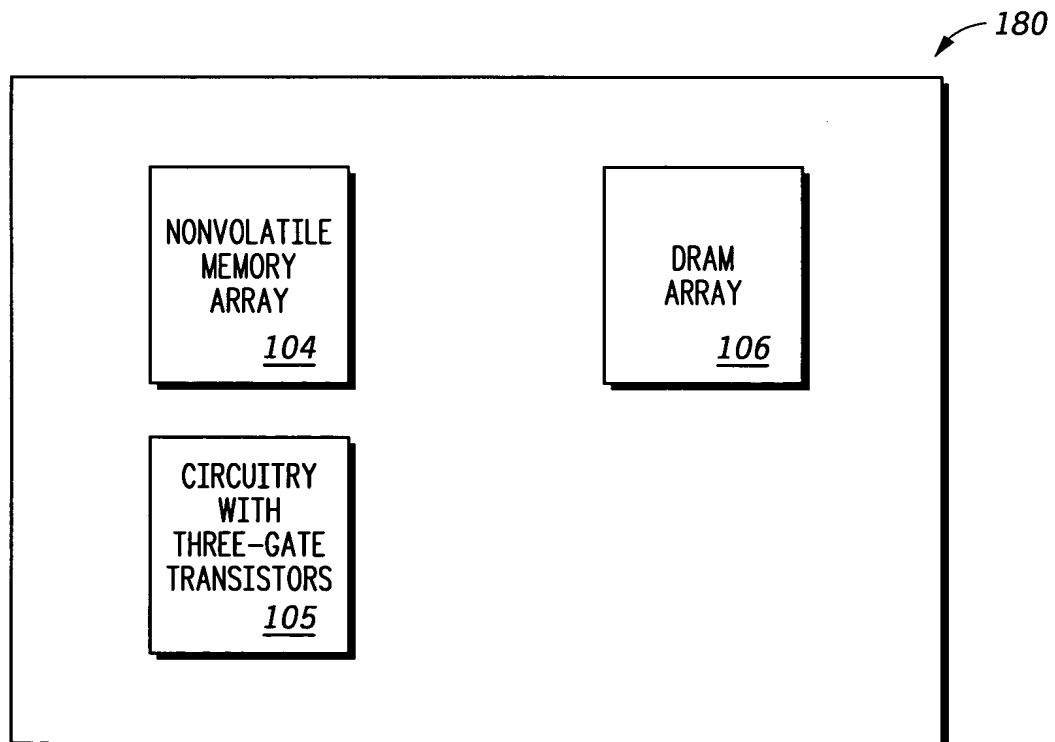 180
NONVOLATILE
MEMORY
ARRAY
104
DRAM
ARRAY
106
CIRCUITRY
WITH
THREE-GATE
TRANSISTORS
105